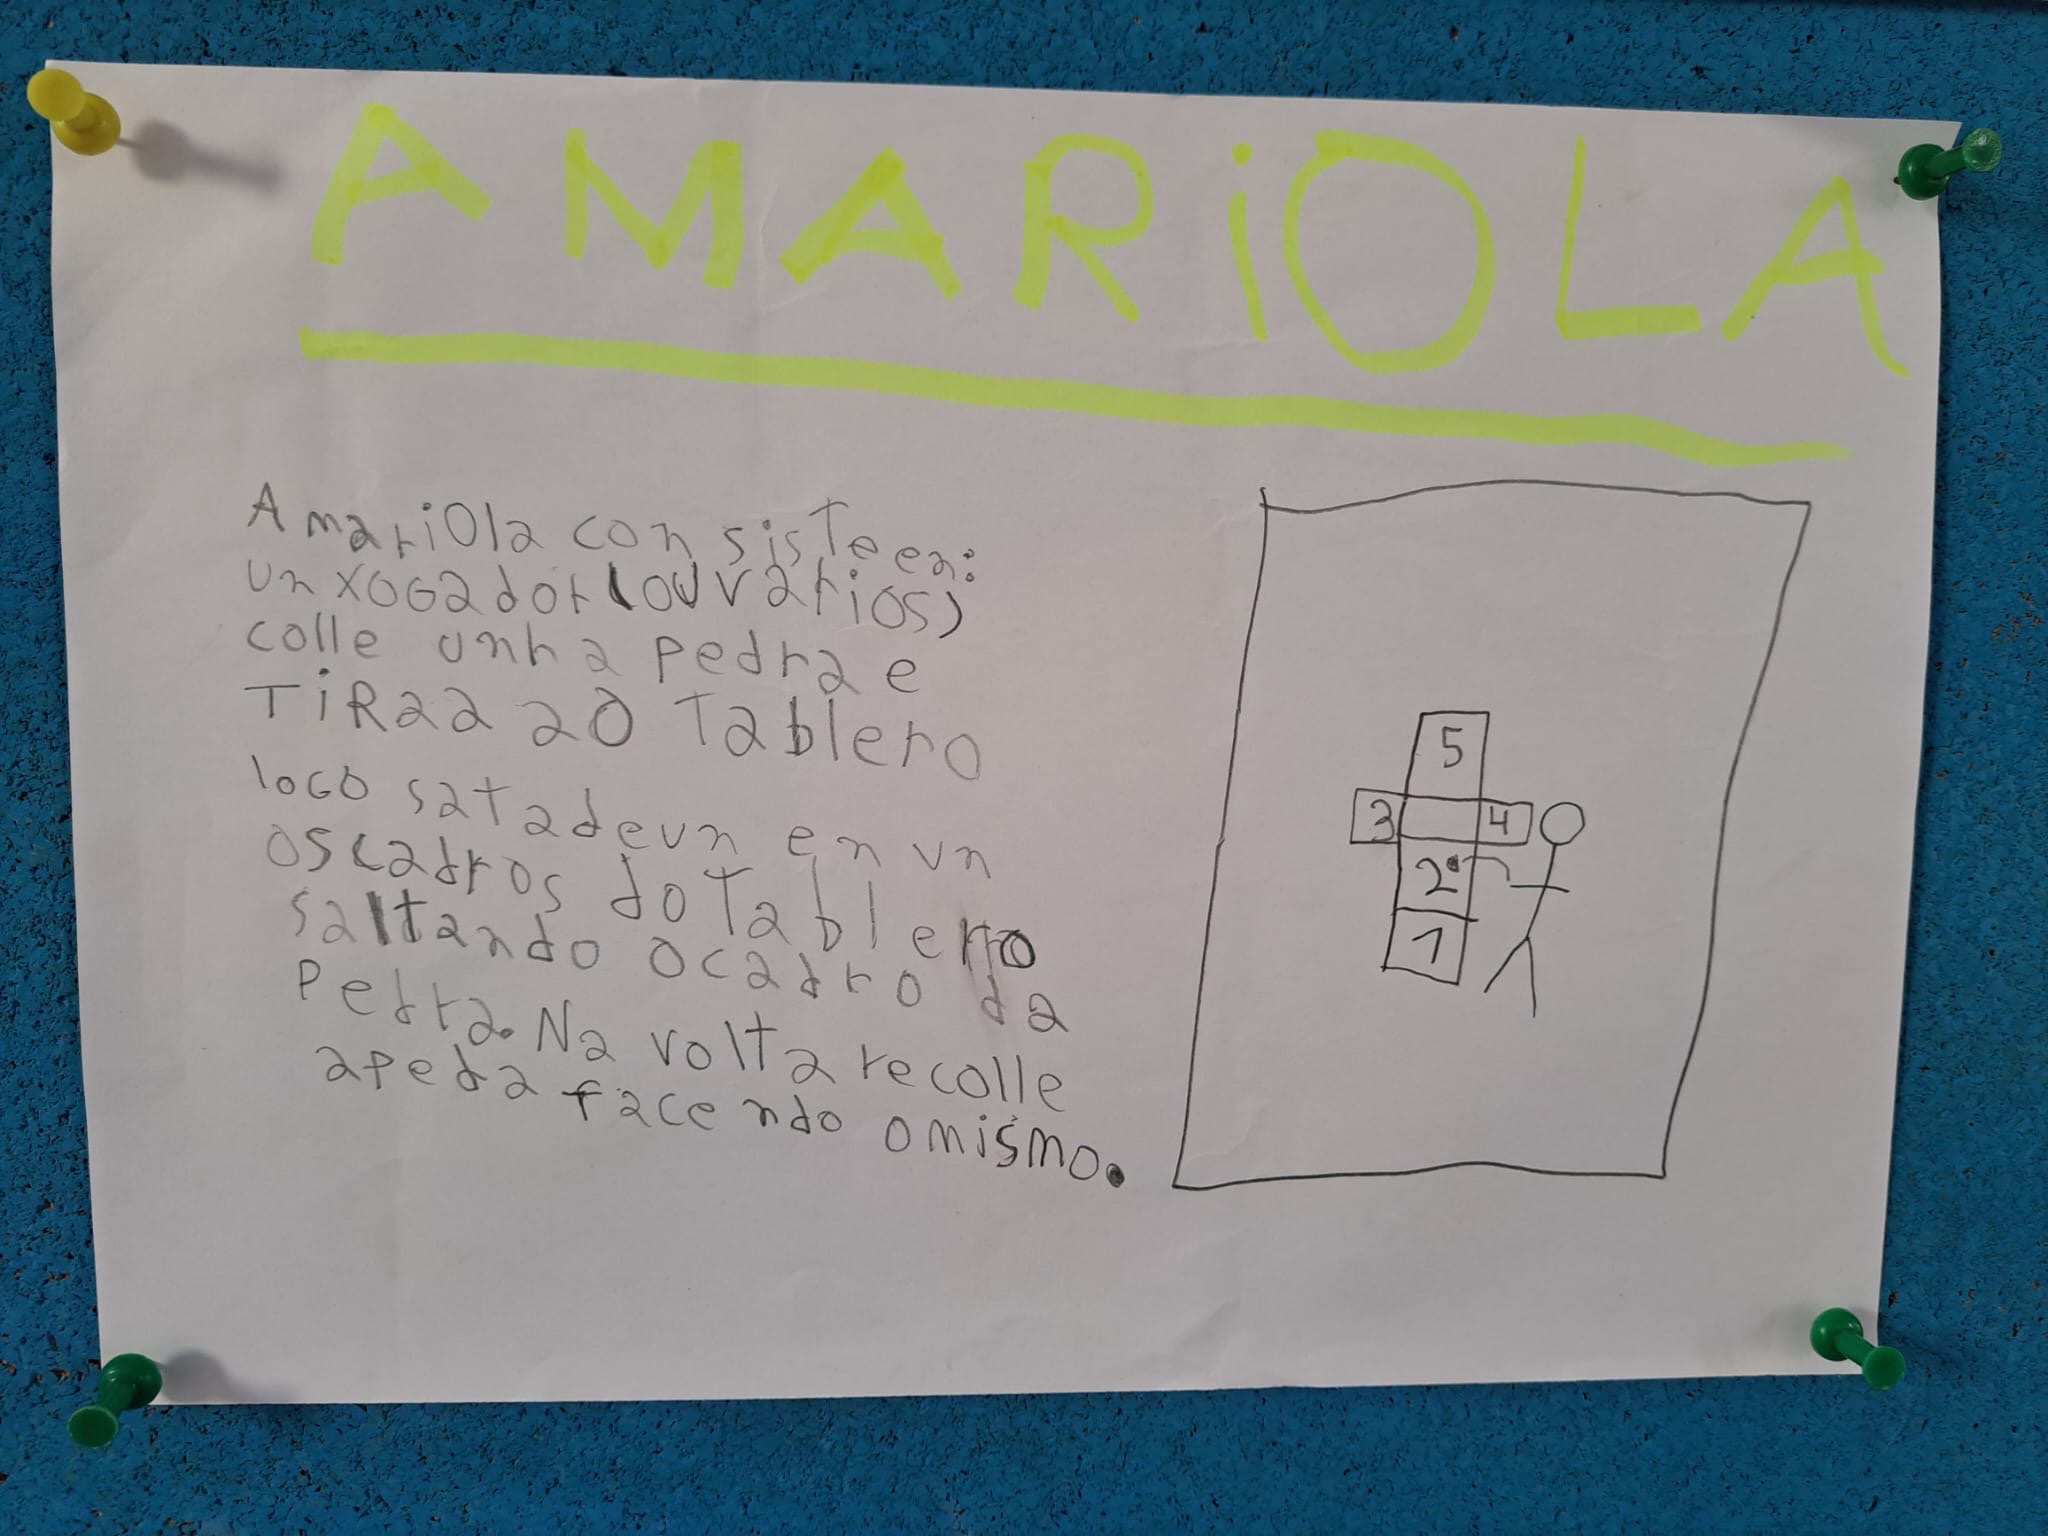 AMARiOLA
AmariOla consisTe en:
un xogador (ou varios)
colle unha pedra e
TiRaa ao Tablero
logo satadeun en un
os cadros do Tablero
saltando o cadro da
pedra. Na volta recolle
a peda facendo o mismo.
5
3 4
2
1